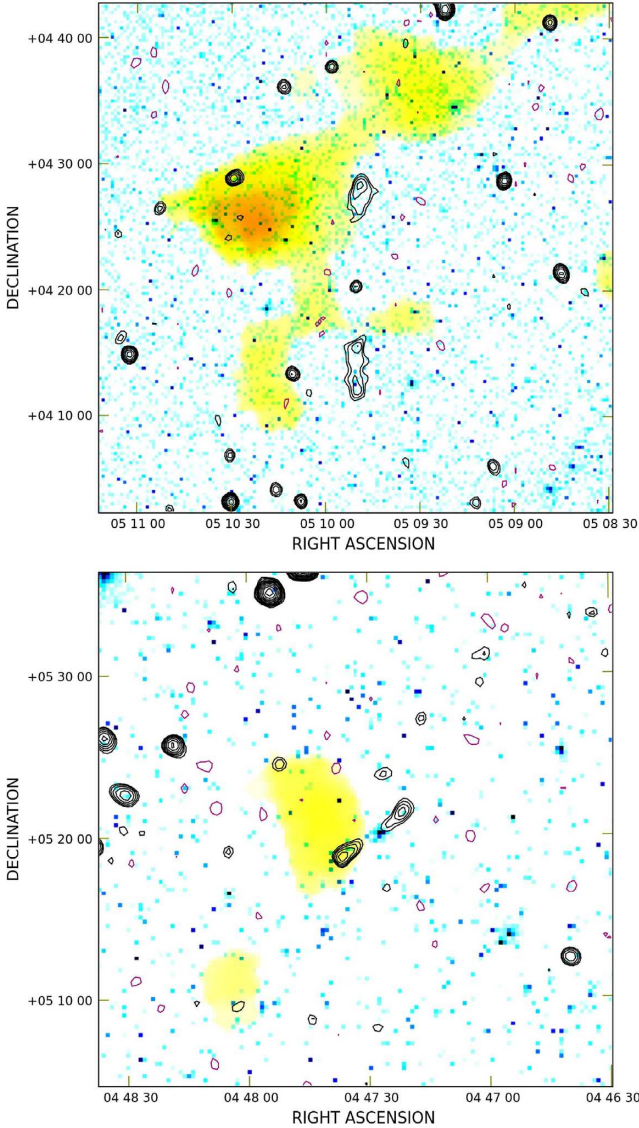 +04 40 00
+04 30 00
DECLINATION
+04 20 00
+04 10 00
05 11 00 05 10 30 05 10 00 05 09 30 05 09 00 05 08 30
RIGHT ASCENSION
+05 30 00
DECLINATION
+05 20 00
+05 10 00
04 48 30 04 48 00 04 47 30 04 47 00 04 46 30
RIGHT ASCENSION